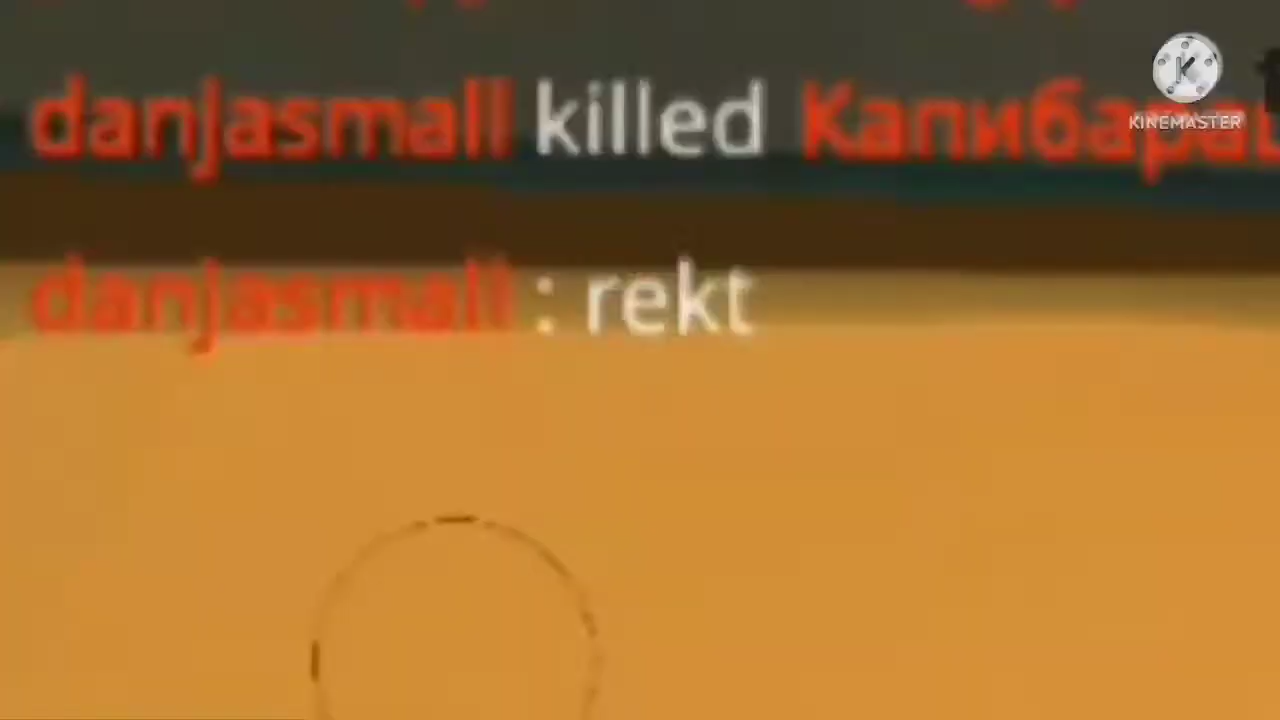 danjasmall killed Капибара
KINEMASTER
danjasmall : rekt